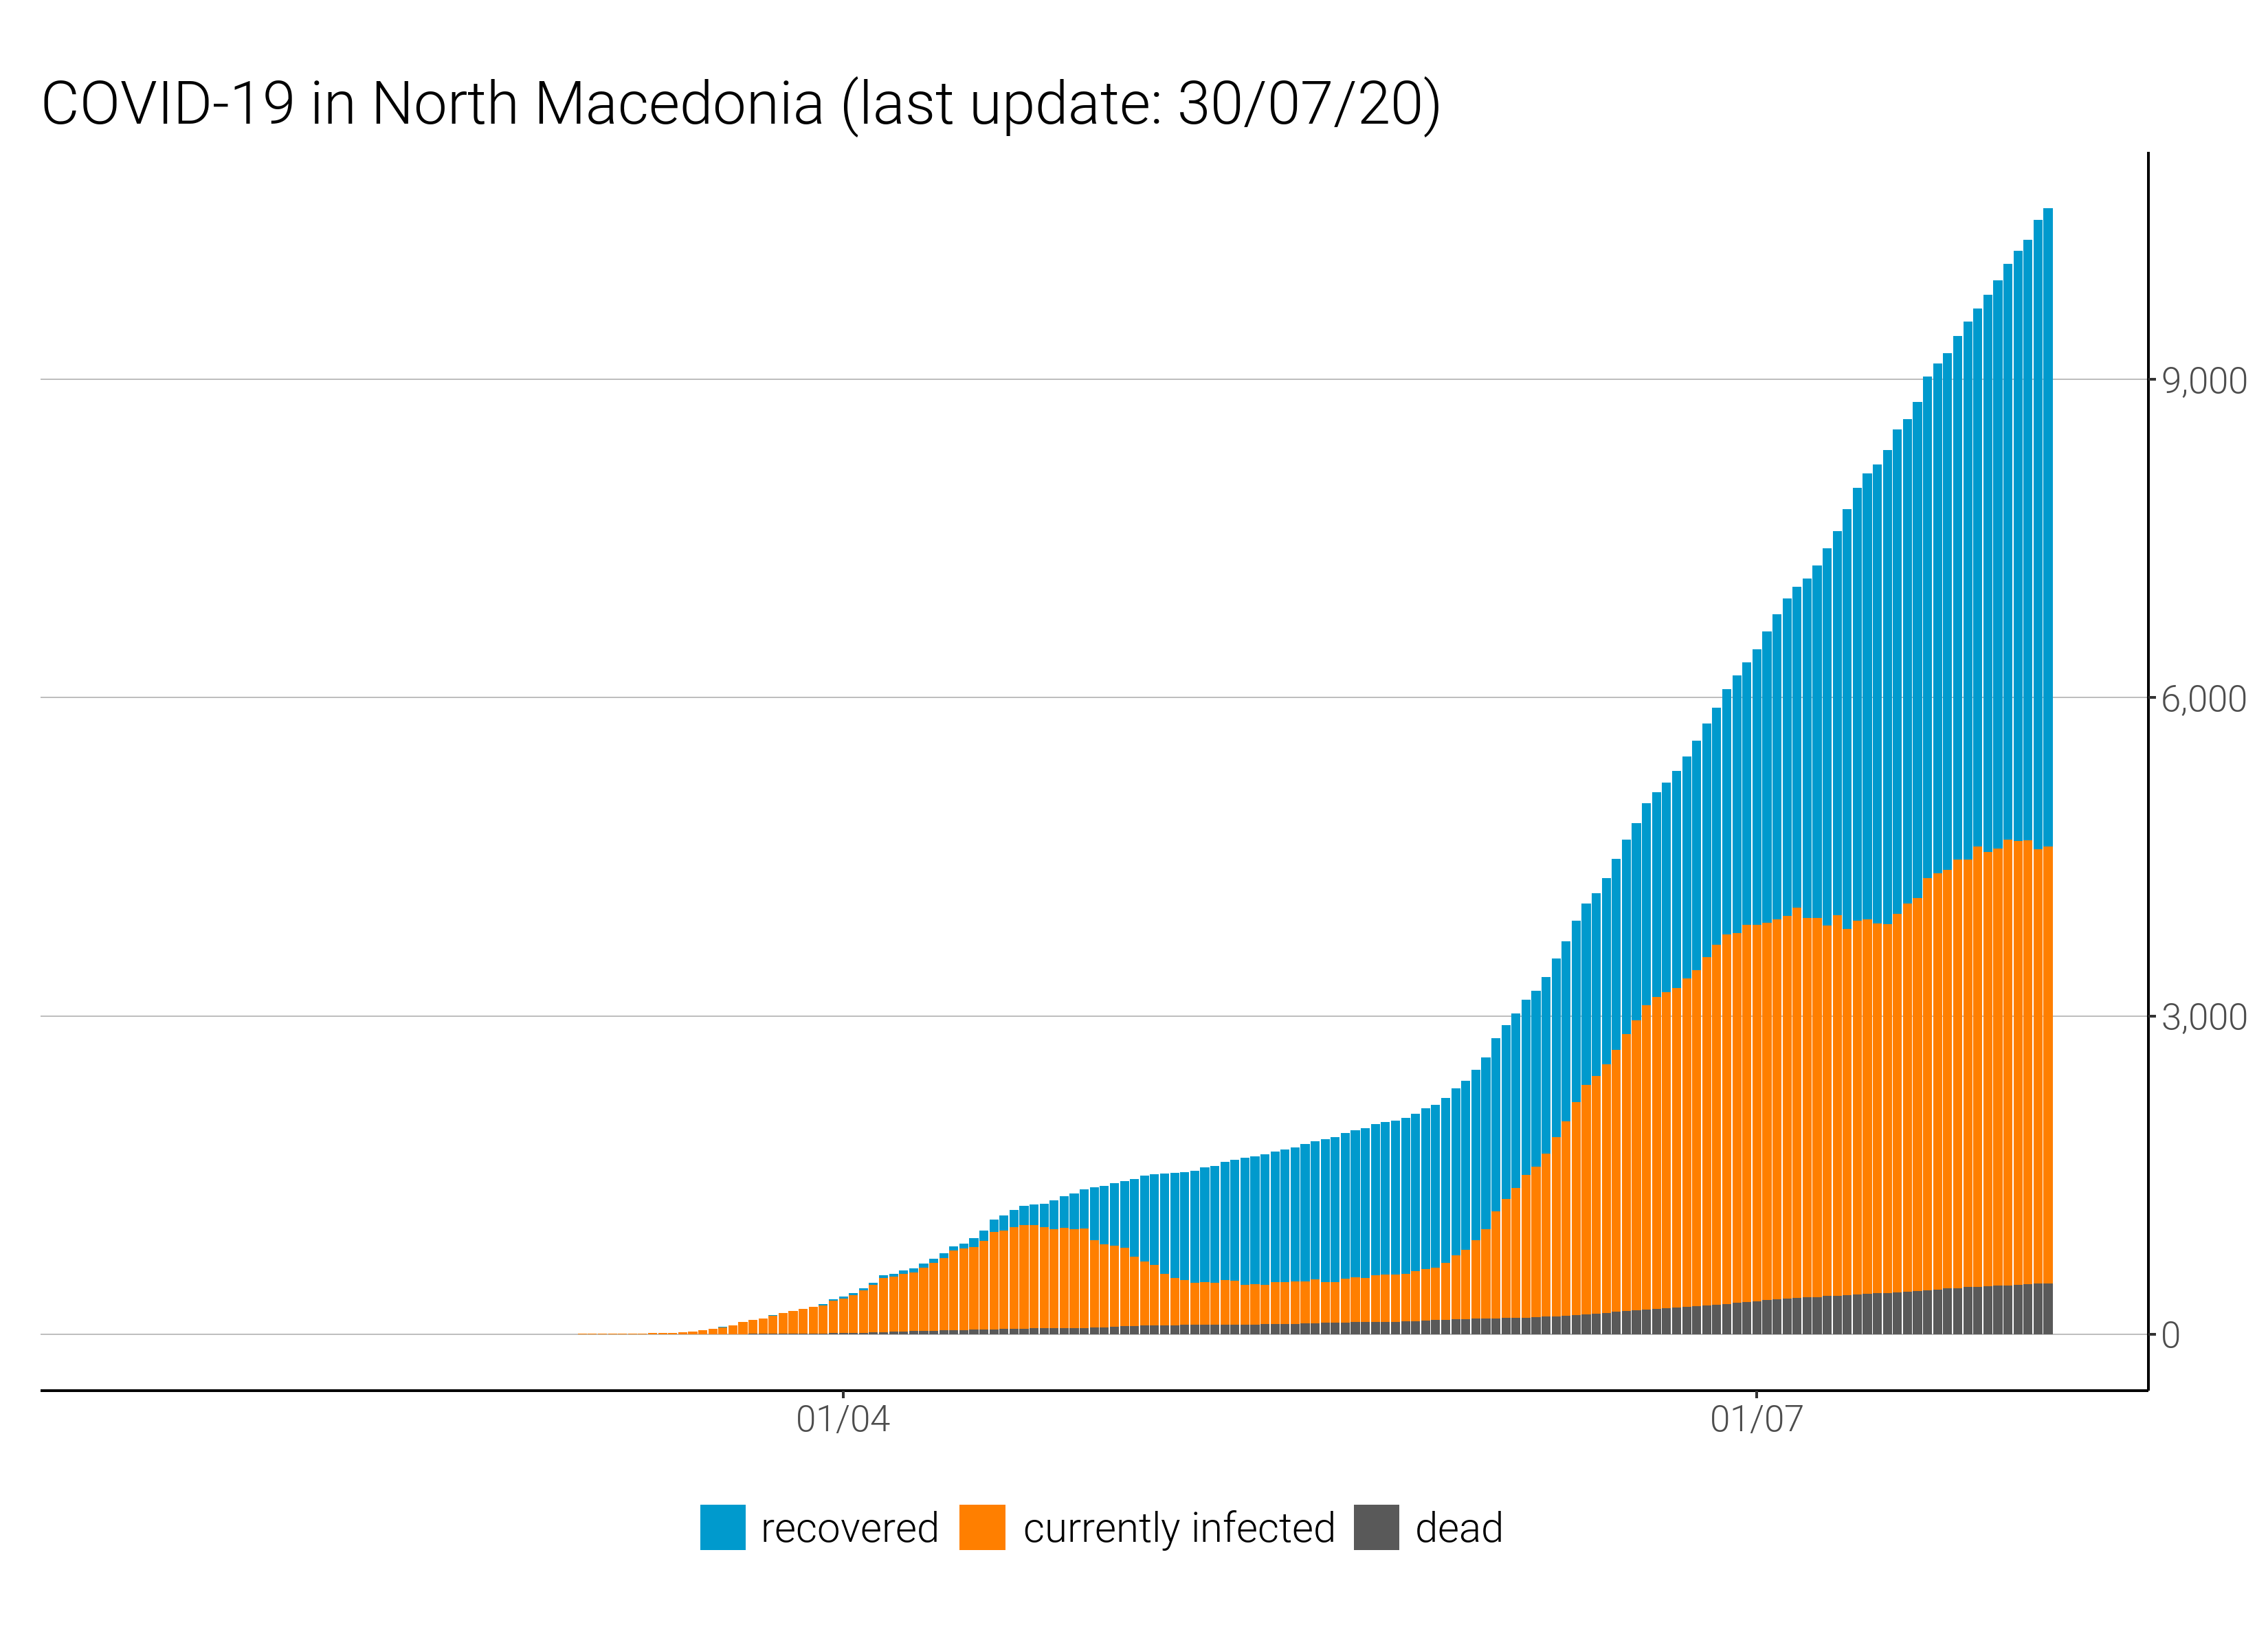 COVID-19 in North Macedonia (last update: 30/07/20)
9,000
6,000
3,000
0
01/04 01/07
recovered currently infected dead